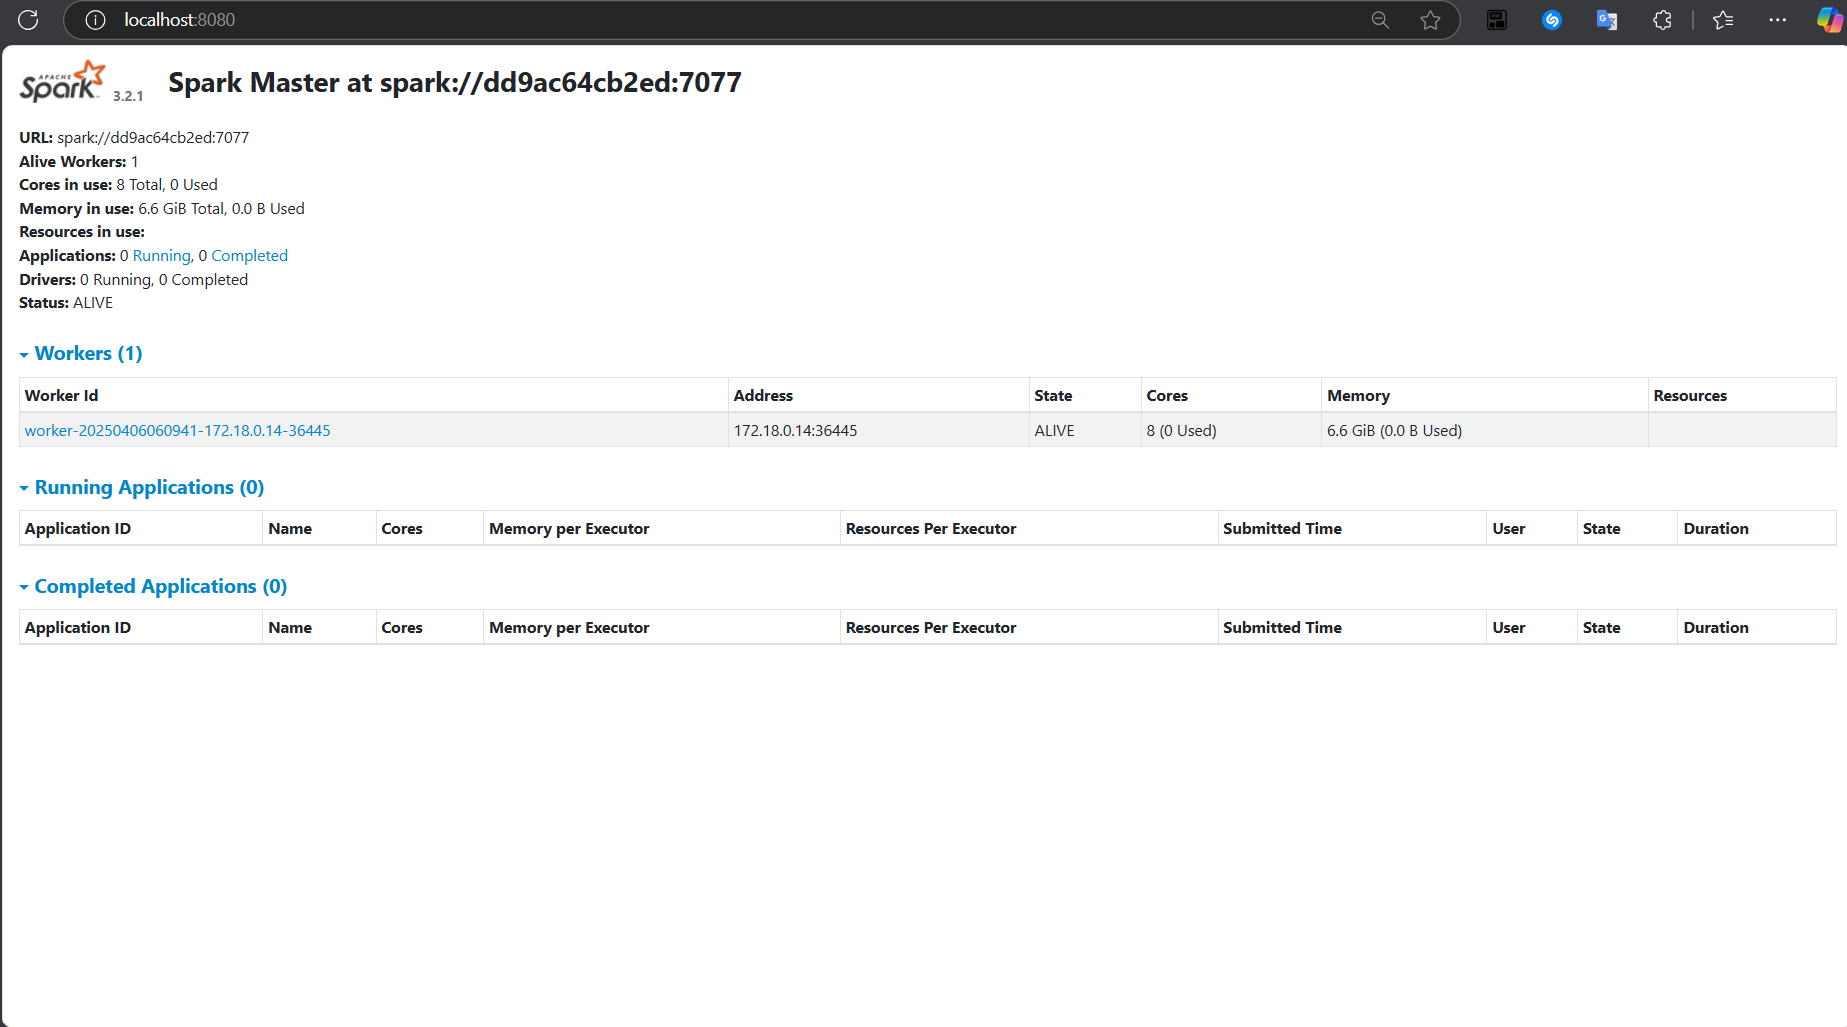 localhost:8080
APACHE
Spark 3.2.1 Spark Master at spark://dd9ac64cb2ed:7077
URL: spark://dd9ac64cb2ed:7077
Alive Workers: 1
Cores in use: 8 Total, 0 Used
Memory in use: 6.6 GiB Total, 0.0 B Used
Resources in use:
Applications: 0 Running, 0 Completed
Drivers: 0 Running, 0 Completed
Status: ALIVE
Workers (1)
Worker Id Address State Cores Memory Resources
worker-20250406060941-172.18.0.14-36445 172.18.0.14:36445 ALIVE 8 (0 Used) 6.6 GiB (0.0 B Used)
Running Applications (0)
Application ID Name Cores Memory per Executor Resources Per Executor Submitted Time User State Duration
Completed Applications (0)
Application ID Name Cores Memory per Executor Resources Per Executor Submitted Time User State Duration